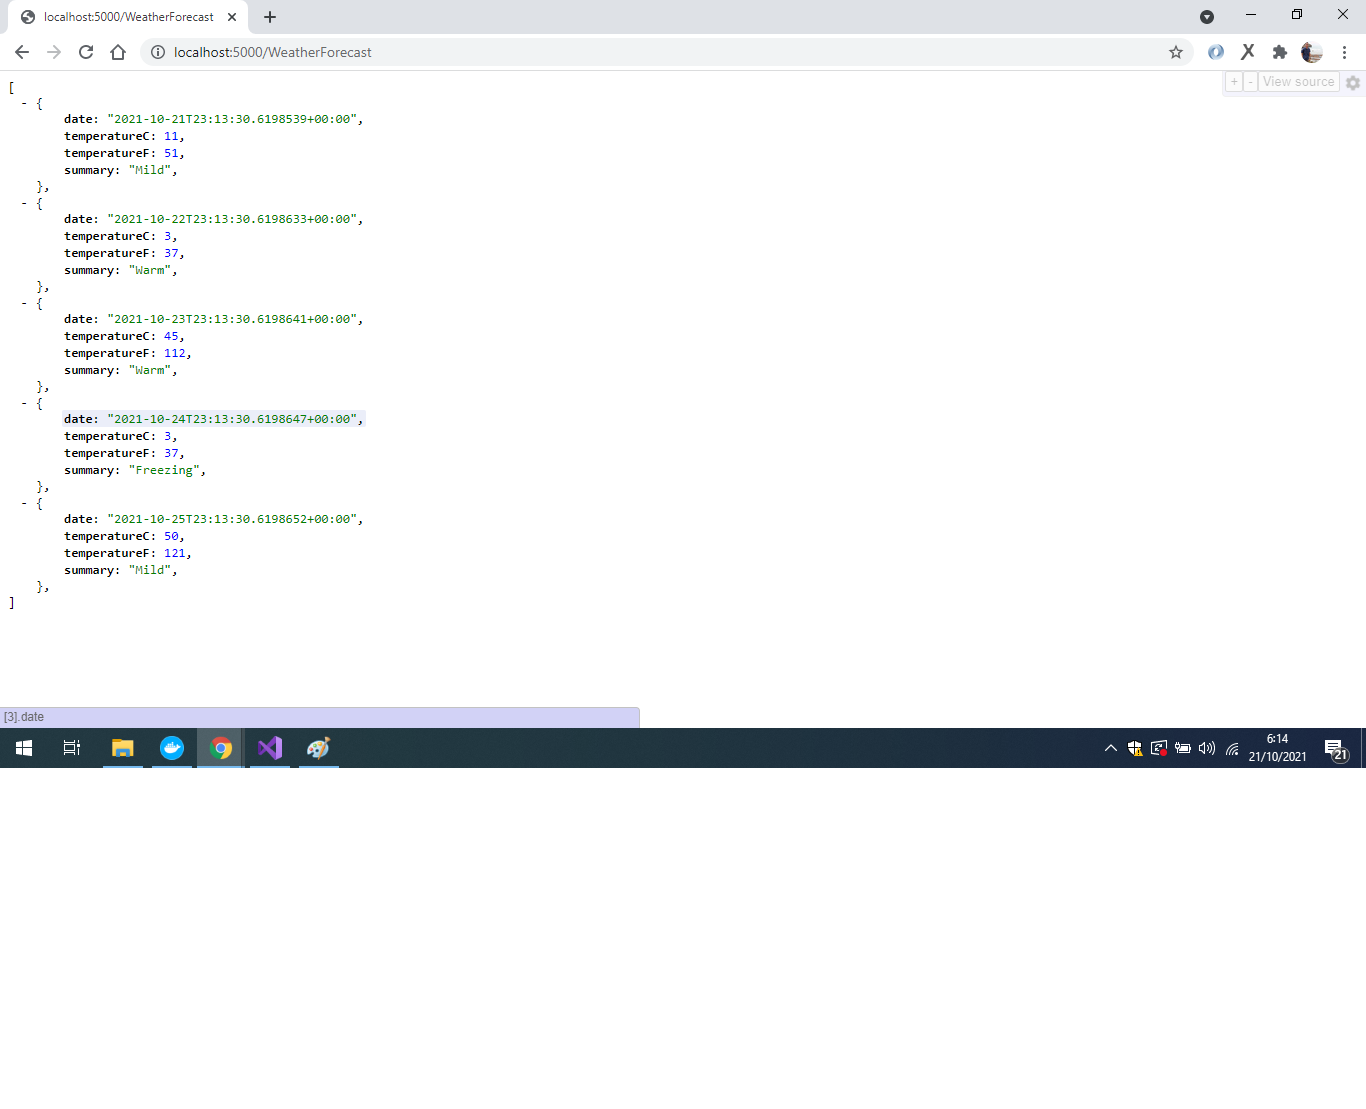 localhost:5000/WeatherForecast
localhost:5000/WeatherForecast
+ - View source
[
- {
date: "2021-10-21T23:13:30.6198539+00:00",
temperatureC: 11,
temperatureF: 51,
summary: "Mild",
},
- {
date: "2021-10-22T23:13:30.6198633+00:00",
temperatureC: 3,
temperatureF: 37,
summary: "Warm",
},
- {
date: "2021-10-23T23:13:30.6198641+00:00",
temperatureC: 45,
temperatureF: 112,
summary: "Warm",
},
- {
date: "2021-10-24T23:13:30.6198647+00:00",
temperatureC: 3,
temperatureF: 37,
summary: "Freezing",
},
- {
date: "2021-10-25T23:13:30.6198652+00:00",
temperatureC: 50,
temperatureF: 121,
summary: "Mild",
},
]
[3].date
6:14
21/10/2021
21